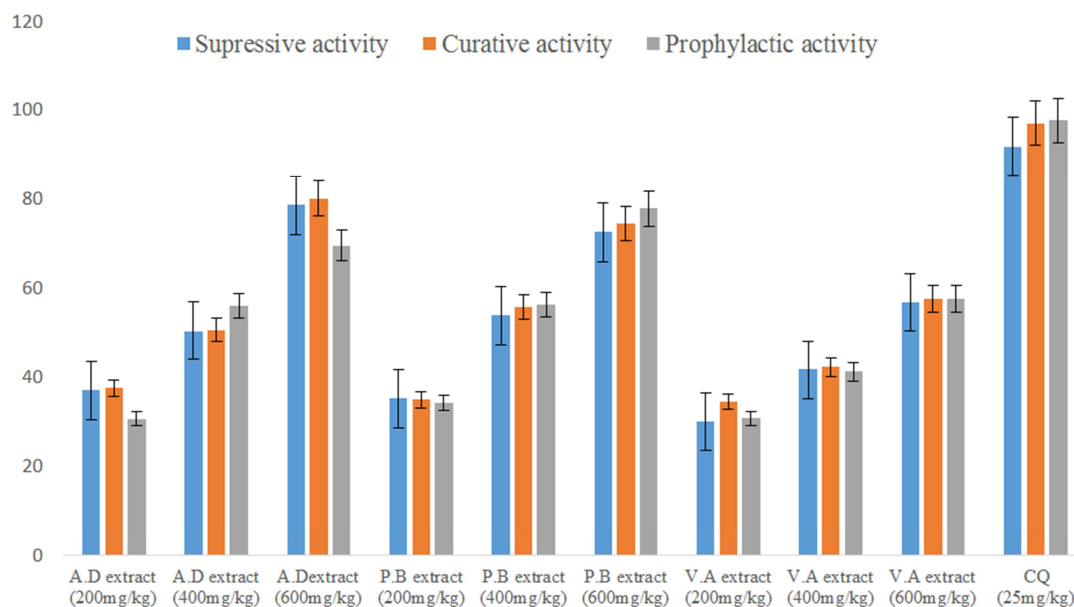 120
Supressive activity Curative activity Prophylactic activity
100
80
60
40
20
0
A.D extract A.D extract A.Dextract P.B extract P.B extract P.B extract V.A extract V.A extract V.A extract CQ
(200mg/kg) (400mg/kg) (600mg/kg) (200mg/kg) (400mg/kg) (600mg/kg) (200mg/kg) (400mg/kg) (600mg/kg) (25mg/kg)